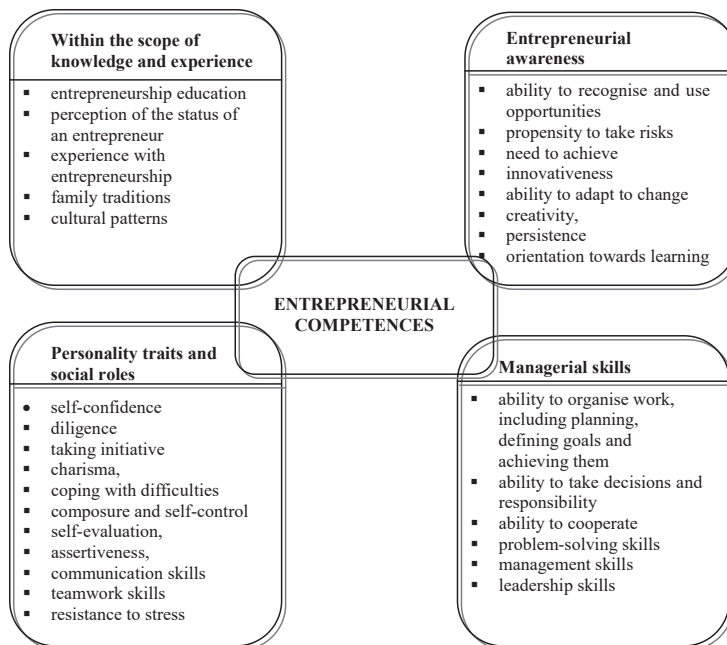 Within the scope of
knowledge and experience
▪ entrepreneurship education
▪ perception of the status of
an entrepreneur
▪ experience with
entrepreneurship
▪ family traditions
▪ cultural patterns
Entrepreneurial
awareness
▪ ability to recognise and use
opportunities
▪ propensity to take risks
▪ need to achieve
▪ innovativeness
▪ ability to adapt to change
▪ creativity,
▪ persistence
▪ orientation towards learning
ENTREPRENEURIAL
COMPETENCES
Personality traits and
social roles
● self-confidence
▪ diligence
▪ taking initiative
▪ charisma,
▪ coping with difficulties
▪ composure and self-control
▪ self-evaluation,
▪ assertiveness,
▪ communication skills
▪ teamwork skills
▪ resistance to stress
Managerial skills
▪ ability to organise work,
including planning,
defining goals and
achieving them
▪ ability to take decisions and
responsibility
▪ ability to cooperate
▪ problem-solving skills
▪ management skills
▪ leadership skills